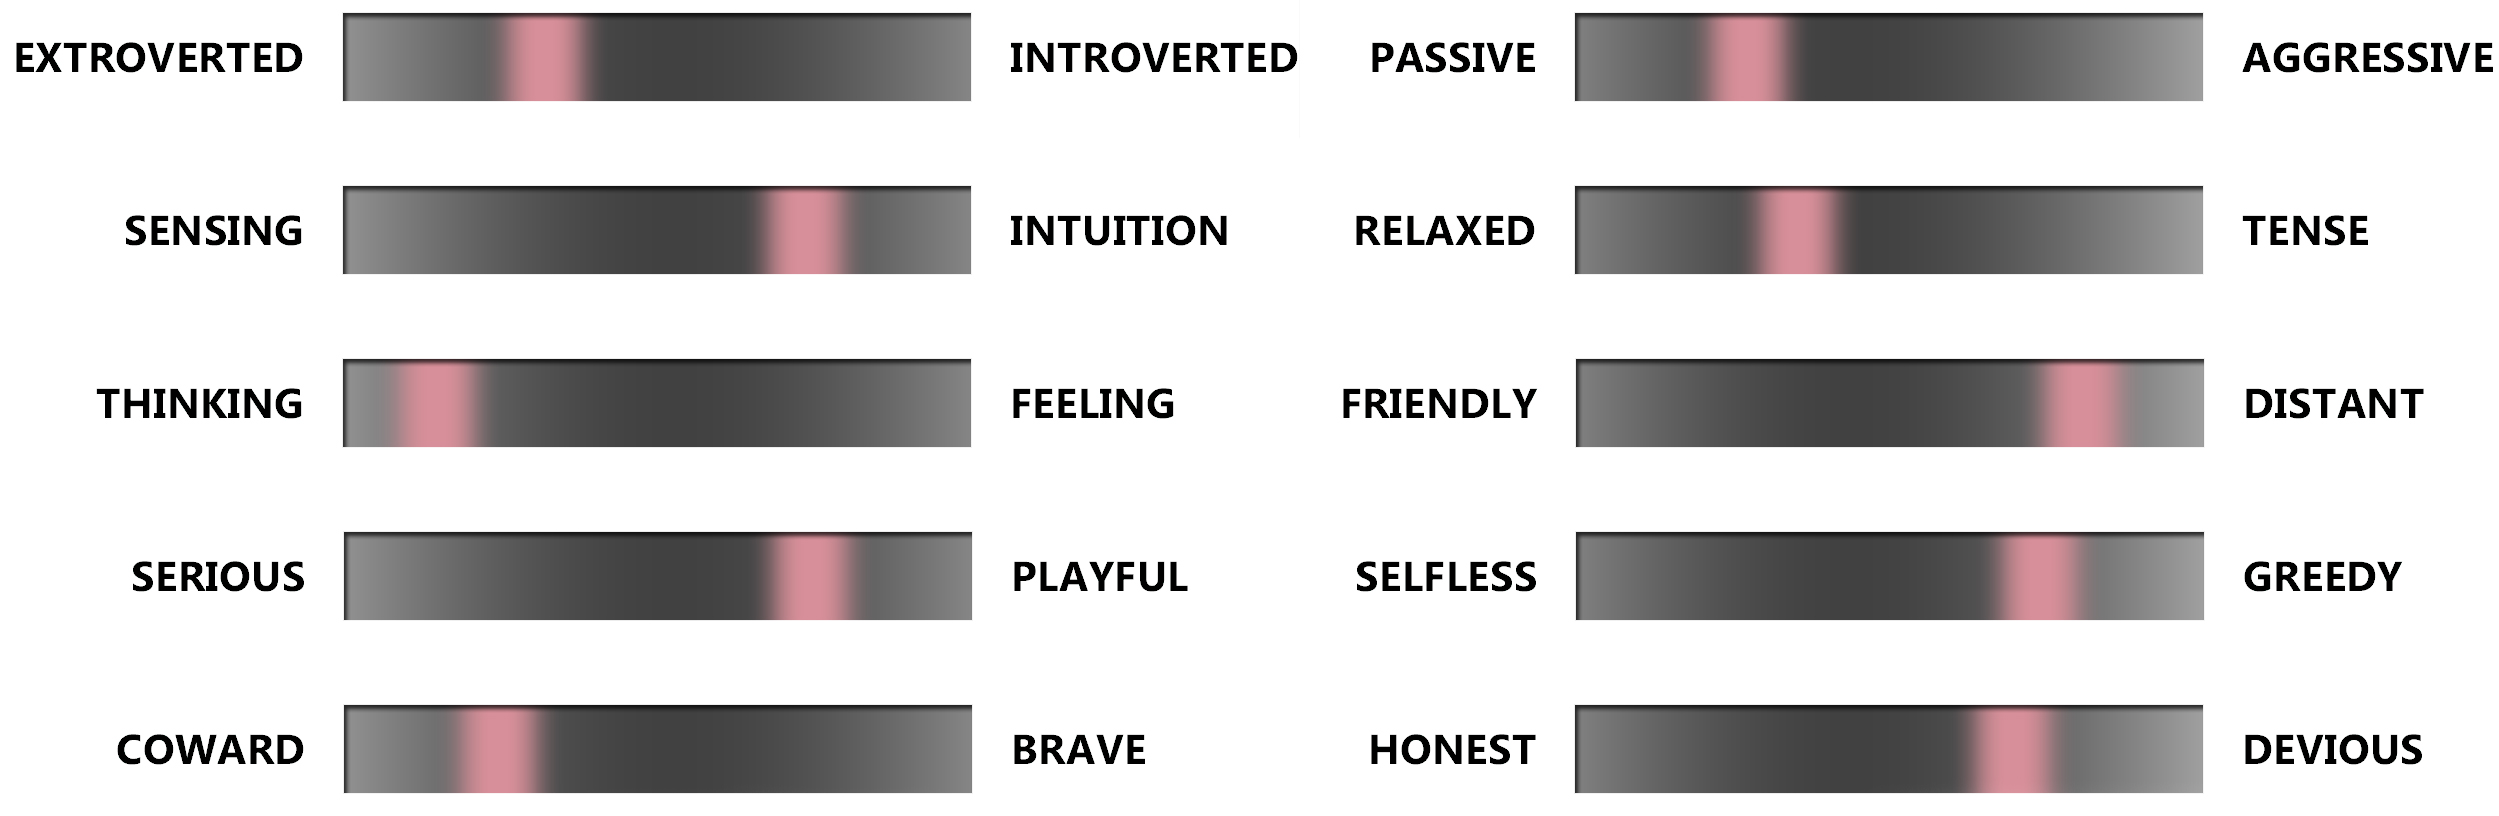 EXTROVERTED INTROVERTED PASSIVE AGGRESSIVE
SENSING INTUITION RELAXED TENSE
THINKING FEELING FRIENDLY DISTANT
SERIOUS PLAYFUL SELFLESS GREEDY
COWARD BRAVE HONEST DEVIOUS